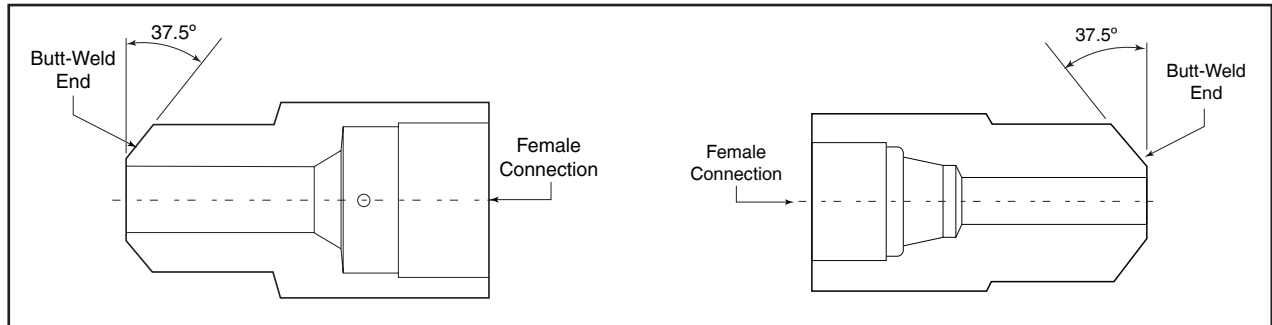 37.5º
Butt-Weld
End
Female
Connection
37.5º
Butt-Weld
End
Female
Connection